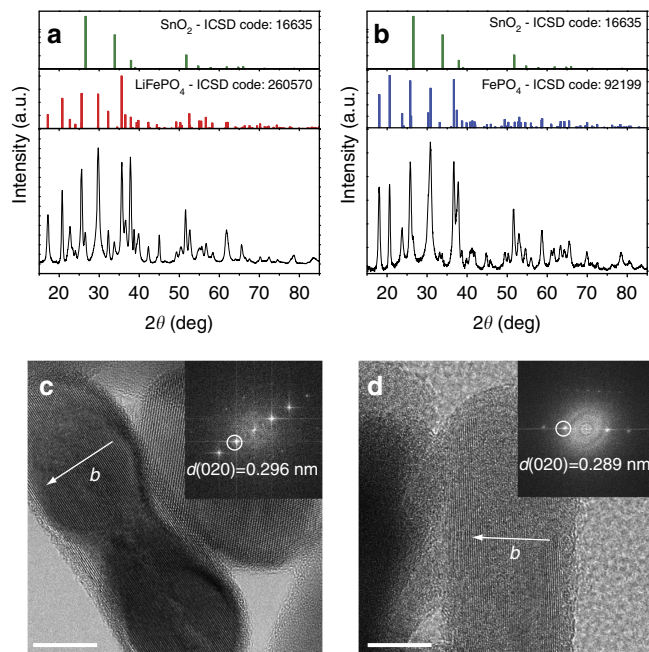 a
SnO₂ - ICSD code: 16635
LiFePO₄ - ICSD code: 260570
Intensity (a.u.)
20 30 40 50 60 70 80
2θ (deg)
b
SnO₂ - ICSD code: 16635
FePO₄ - ICSD code: 92199
Intensity (a.u.)
20 30 40 50 60 70 80
2θ (deg)
c
b
d(020)=0.296 nm
d
b
d(020)=0.289 nm